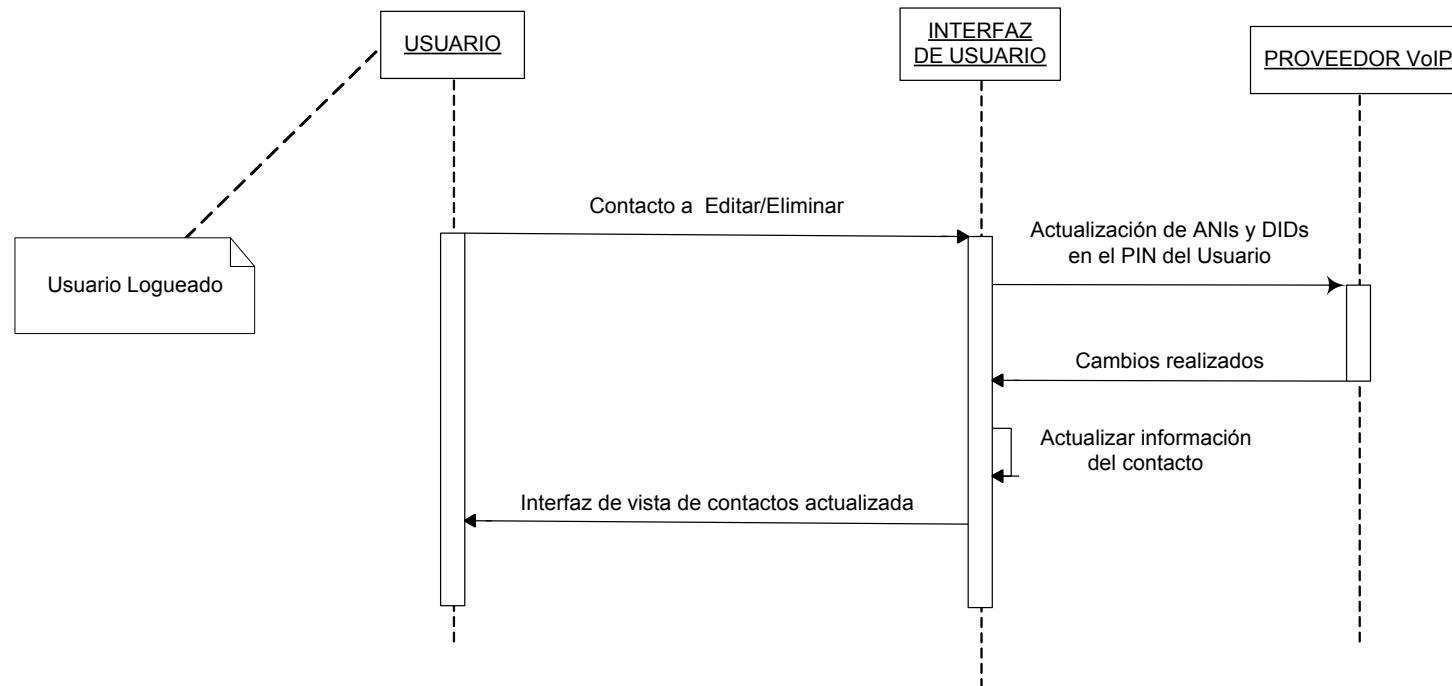 USUARIO
INTERFAZ
DE USUARIO
PROVEEDOR VoIP
Contacto a Editar/Eliminar
Actualización de ANIs y DIDs
en el PIN del Usuario
Usuario Logueado
Cambios realizados
Actualizar información
del contacto
Interfaz de vista de contactos actualizada